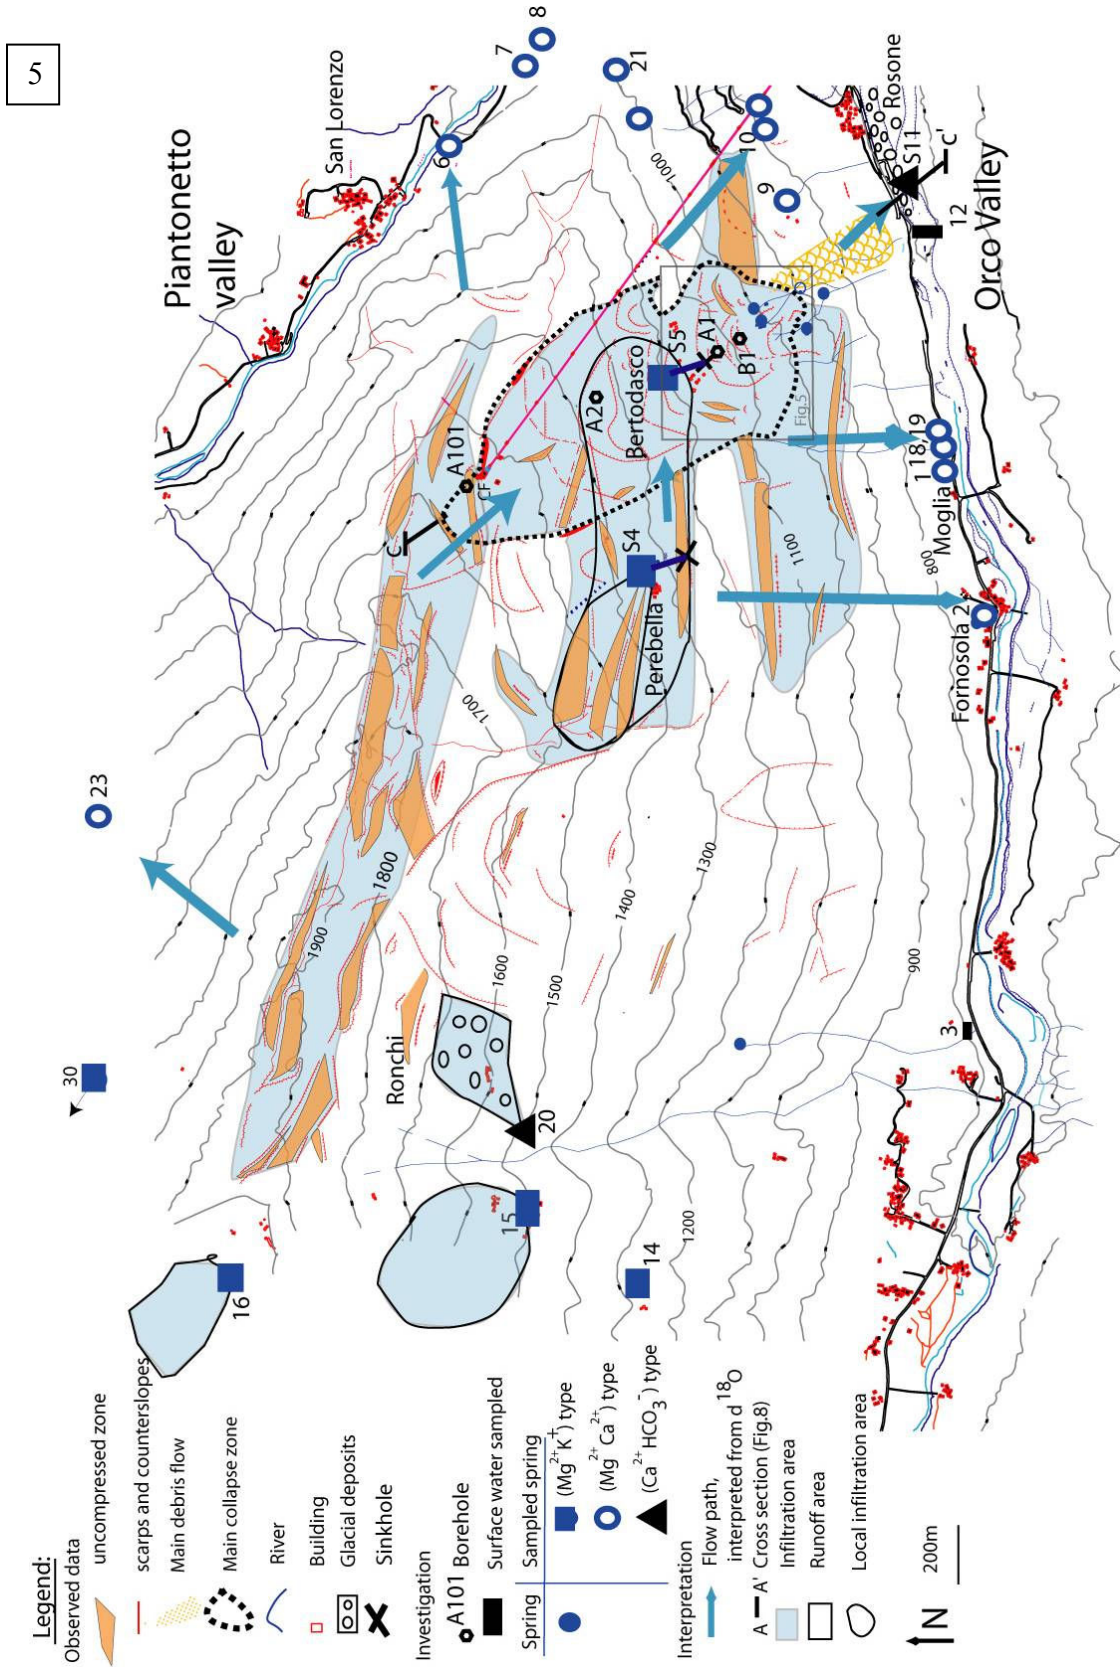 5
Legend:
Observed data
uncompressed zone
scarps and counterslopes
Main debris flow
Main collapse zone
River
Building
Glacial deposits
Sinkhole
Investigation
A101 Borehole
Surface water sampled
Spring
Sampled spring
(Mg²⁺K⁺) type
(Mg²⁺ Ca²⁺) type
(Ca²⁺ HCO₃⁻) type
Interpretation
Flow path,
interpreted from d ¹⁸O
A A' Cross section (Fig.8)
Infiltration area
Runoff area
Local infiltration area
200m
N
Piantonetto
valley
San Lorenzo
Orco Valley
Rosone
Ronchi
Perebella
Bertodasco
Fornosola 2
Moglia
118/19
30
23
16
15
14
20
3
12
S11
C'
C
6
7
8
21
10
9
A101
CF
A2
S4
S5
A1
B1
Fig.5
1900
1800
1700
1600
1500
1400
1300
1200
1100
1000
900
800